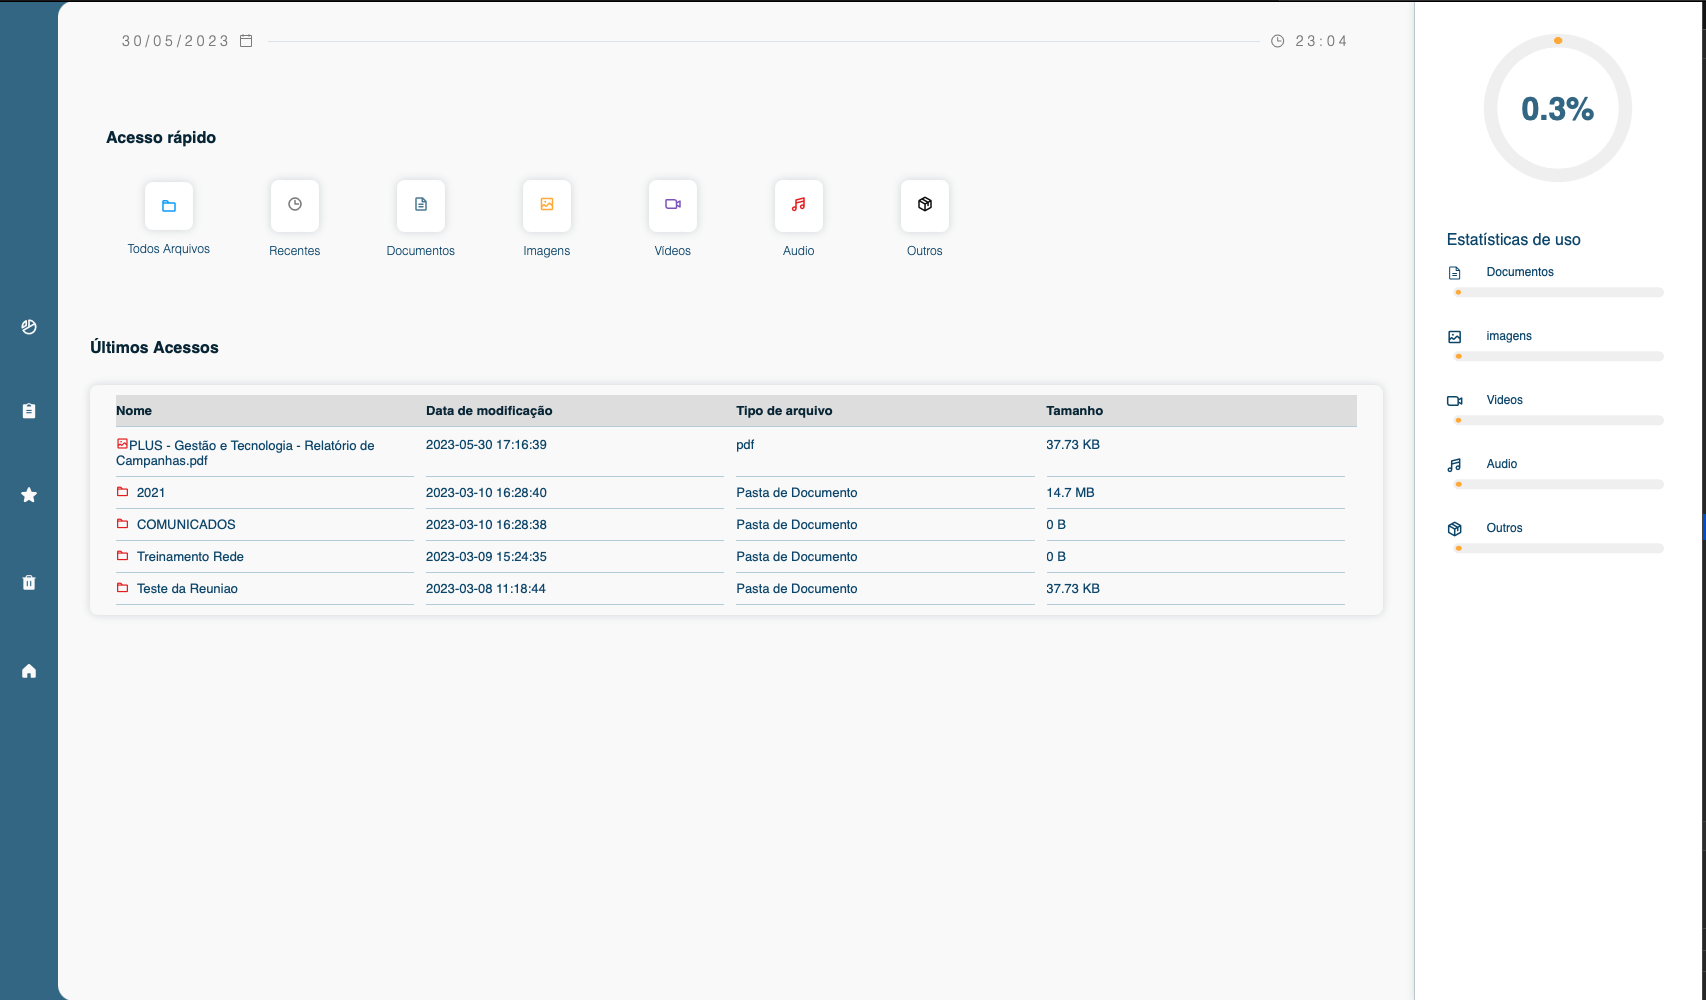 30/05/2023
23:04
0.3%
Acesso rápido
Todos Arquivos
Recentes
Documentos
Imagens
Vídeos
Audio
Outros
Últimos Acessos
Nome Data de modificação Tipo de arquivo Tamanho
PLUS - Gestão e Tecnologia - Relatório de
Campanhas.pdf
2023-05-30 17:16:39 pdf 37.73 KB
2021 2023-03-10 16:28:40 Pasta de Documento 14.7 MB
COMUNICADOS 2023-03-10 16:28:38 Pasta de Documento 0 B
Treinamento Rede 2023-03-09 15:24:35 Pasta de Documento 0 B
Teste da Reuniao 2023-03-08 11:18:44 Pasta de Documento 37.73 KB
Estatísticas de uso
Documentos
imagens
Videos
Audio
Outros